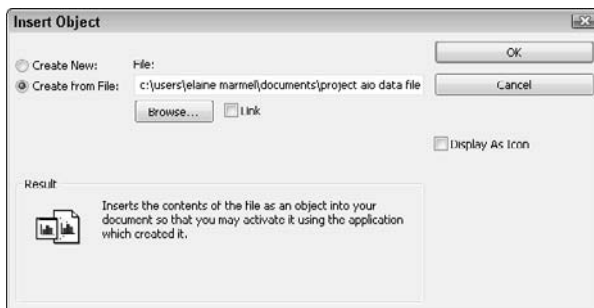 Insert Object
Create New:
File:
OK
Create from File:
c:\users\elaine marmel\documents\project aio data file
Cancel
Browse...
Link
Display As Icon
Result
Inserts the contents of the file as an object into your
document so that you may activate it using the application
which created it.